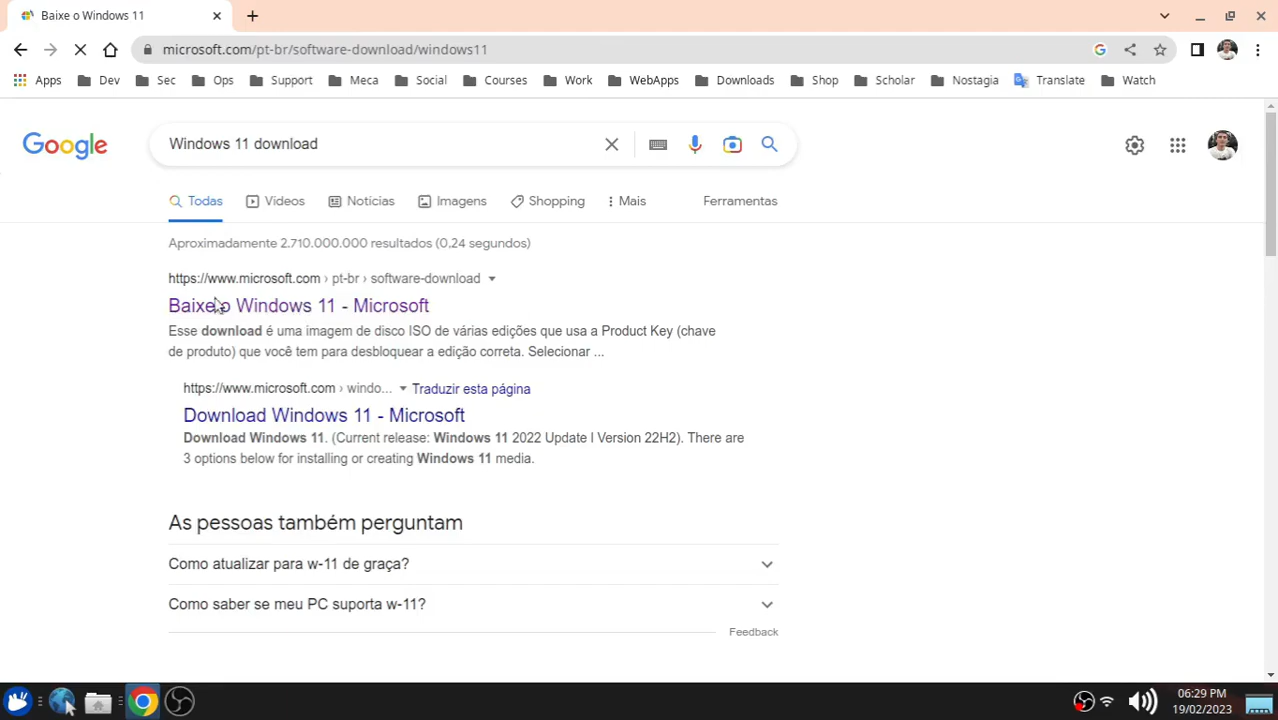 Baixe o Windows 11
microsoft.com/pt-br/software-download/windows11
Apps Dev Sec Ops Support Meca Social Courses Work WebApps Downloads Shop Scholar Nostagia Translate Watch
Google Windows 11 download
Todas Vídeos Notícias Imagens Shopping Mais Ferramentas
Aproximadamente 2.710.000.000 resultados (0,24 segundos)
https://www.microsoft.com › pt-br › software-download
Baixe o Windows 11 - Microsoft
Esse download é uma imagem de disco ISO de várias edições que usa a Product Key (chave
de produto) que você tem para desbloquear a edição correta. Selecionar ...
https://www.microsoft.com › windo... Traduzir esta página
Download Windows 11 - Microsoft
Download Windows 11. (Current release: Windows 11 2022 Update l Version 22H2). There are
3 options below for installing or creating Windows 11 media.
As pessoas também perguntam
Como atualizar para w-11 de graça?
Como saber se meu PC suporta w-11?
Feedback
06:29 PM
19/02/2023